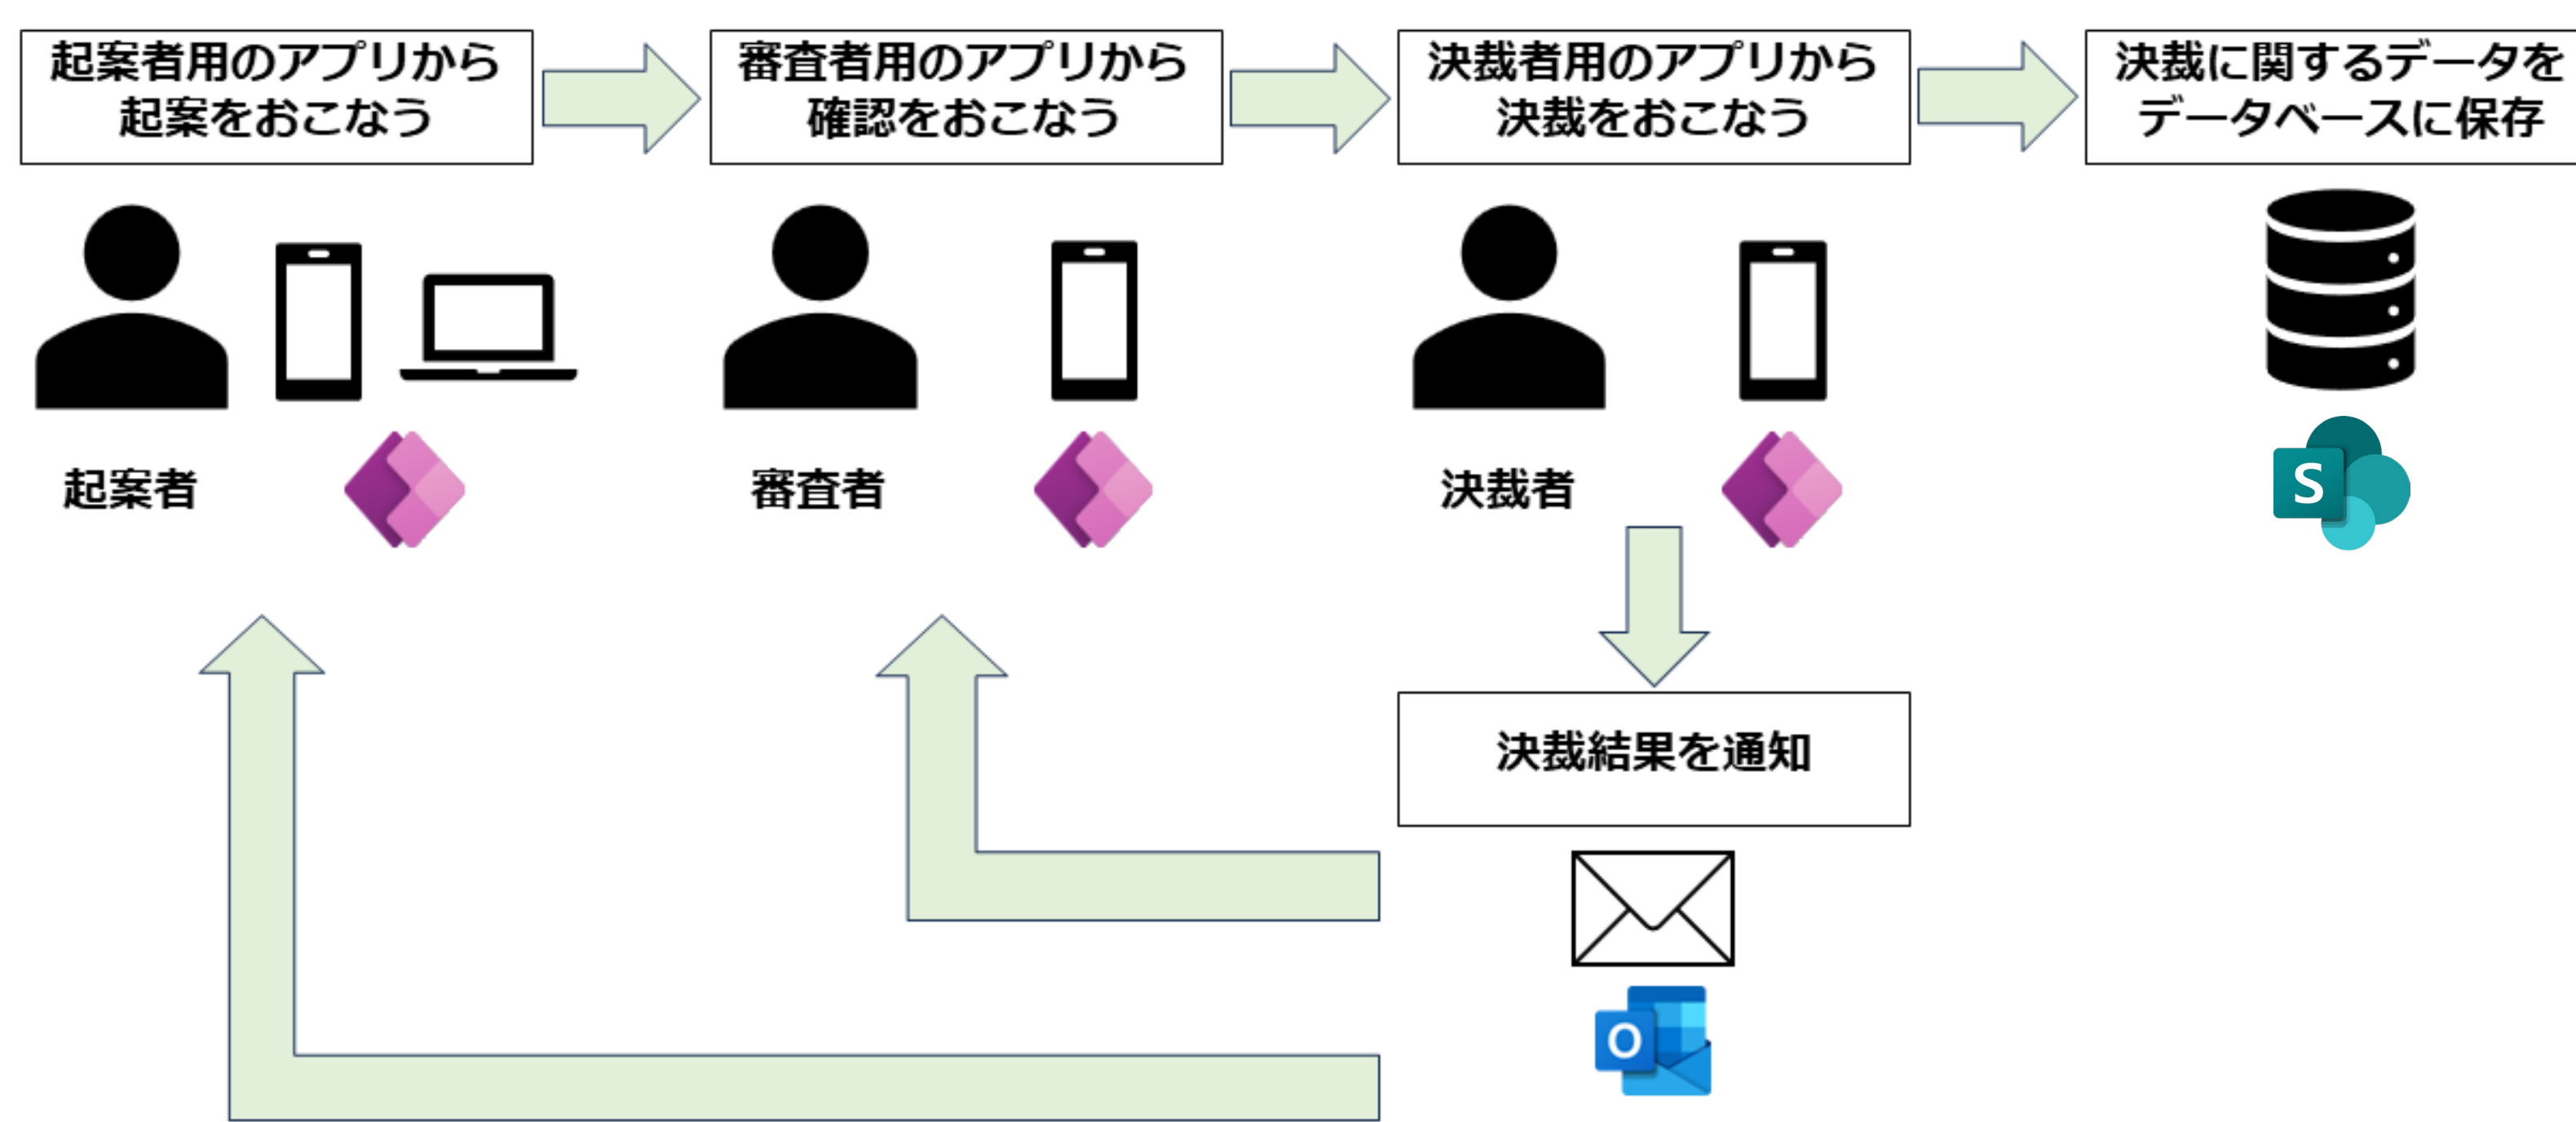 起案者用のアプリから
起案をおこなう
審査者用のアプリから
確認をおこなう
決裁者用のアプリから
決裁をおこなう
決裁に関するデータを
データベースに保存
起案者
審査者
決裁者
S
決裁結果を通知
O